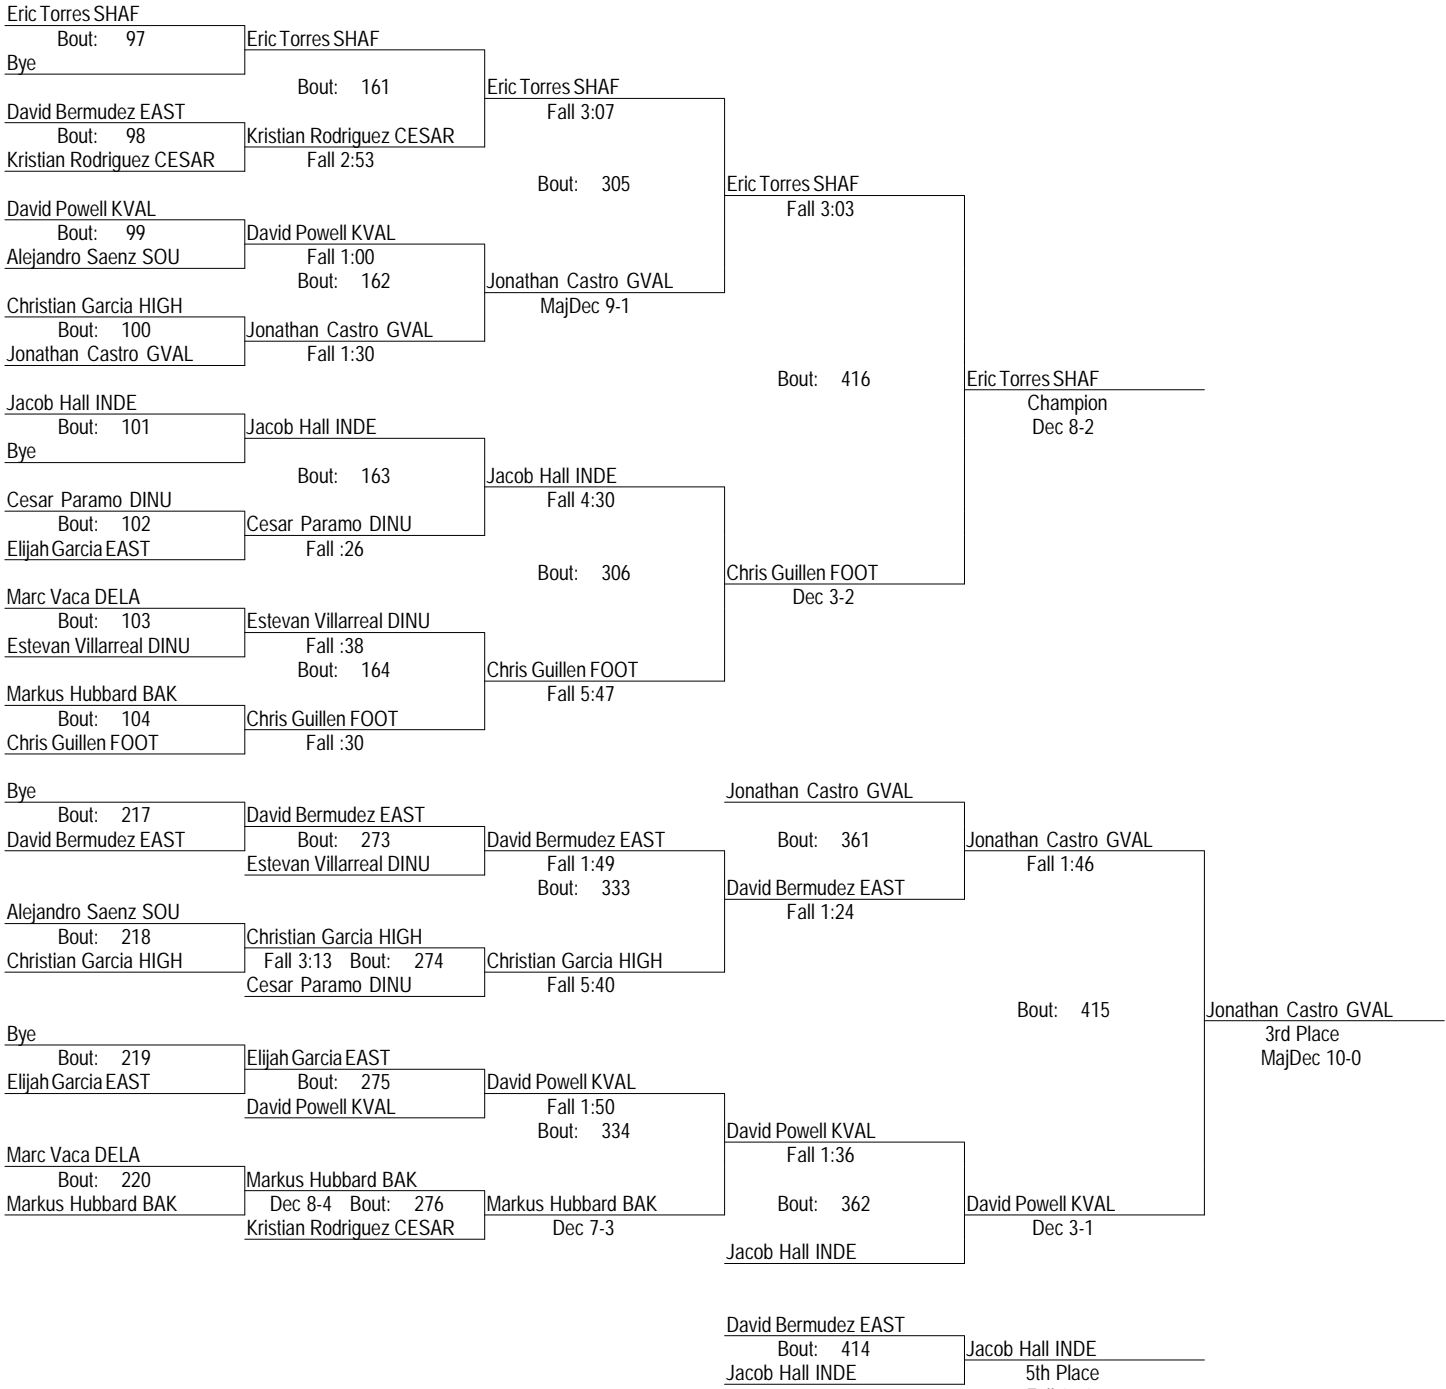 Eric Torres SHAF
Bout: 97 Eric Torres SHAF
Bye
Bout: 161 Eric Torres SHAF
David Bermudez EAST Fall 3:07
Bout: 98 Kristian Rodriguez CESAR
Kristian Rodriguez CESAR Fall 2:53
Bout: 305 Eric Torres SHAF
David Powell KVAL Fall 3:03
Bout: 99 David Powell KVAL
Alejandro Saenz SOU Fall 1:00
Bout: 162 Jonathan Castro GVAL
Christian Garcia HIGH MajDec 9-1
Bout: 100 Jonathan Castro GVAL
Jonathan Castro GVAL Fall 1:30
Bout: 416 Eric Torres SHAF
Jacob Hall INDE Champion
Bout: 101 Jacob Hall INDE Dec 8-2
Bye
Bout: 163 Jacob Hall INDE
Cesar Paramo DINU Fall 4:30
Bout: 102 Cesar Paramo DINU
Elijah Garcia EAST Fall :26
Bout: 306 Chris Guillen FOOT
Marc Vaca DELA Dec 3-2
Bout: 103 Estevan Villarreal DINU
Estevan Villarreal DINU Fall :38
Bout: 164 Chris Guillen FOOT
Markus Hubbard BAK Fall 5:47
Bout: 104 Chris Guillen FOOT
Chris Guillen FOOT Fall :30
Bye Jonathan Castro GVAL
Bout: 217 David Bermudez EAST
David Bermudez EAST Bout: 273 David Bermudez EAST Bout: 361 Jonathan Castro GVAL
Estevan Villarreal DINU Fall 1:49 Fall 1:46
Bout: 333 David Bermudez EAST
Alejandro Saenz SOU Fall 1:24
Bout: 218 Christian Garcia HIGH
Christian Garcia HIGH Fall 3:13 Bout: 274 Christian Garcia HIGH
Cesar Paramo DINU Fall 5:40
Bout: 415 Jonathan Castro GVAL
Bye 3rd Place
Bout: 219 Elijah Garcia EAST MajDec 10-0
Elijah Garcia EAST Bout: 275 David Powell KVAL
David Powell KVAL Fall 1:50
Bout: 334 David Powell KVAL
Marc Vaca DELA Fall 1:36
Bout: 220 Markus Hubbard BAK
Markus Hubbard BAK Dec 8-4 Bout: 276 Markus Hubbard BAK Bout: 362 David Powell KVAL
Kristian Rodriguez CESAR Dec 7-3 Dec 3-1
Jacob Hall INDE
David Bermudez EAST
Bout: 414 Jacob Hall INDE
Jacob Hall INDE 5th Place